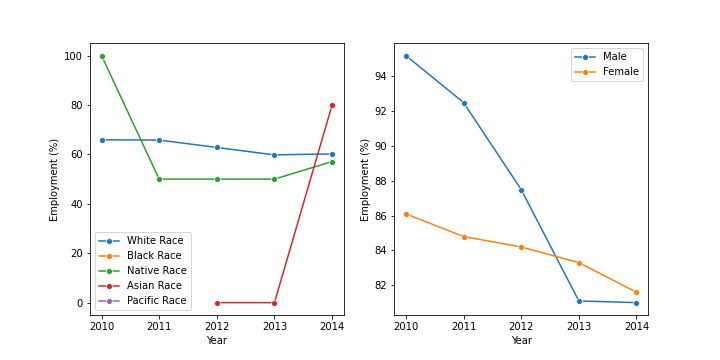 100
80
60
40
20
0
Employment (%)
White Race
Black Race
Native Race
Asian Race
Pacific Race
2010 2011 2012 2013 2014
Year
94
92
90
88
86
84
82
Employment (%)
Male
Female
2010 2011 2012 2013 2014
Year